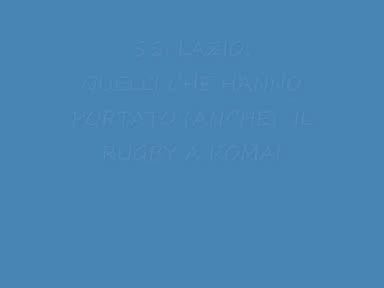 S.S. LAZIO:
QUELLI CHE HANNO
PORTATO (ANCHE) IL
RUGBY A ROMA!